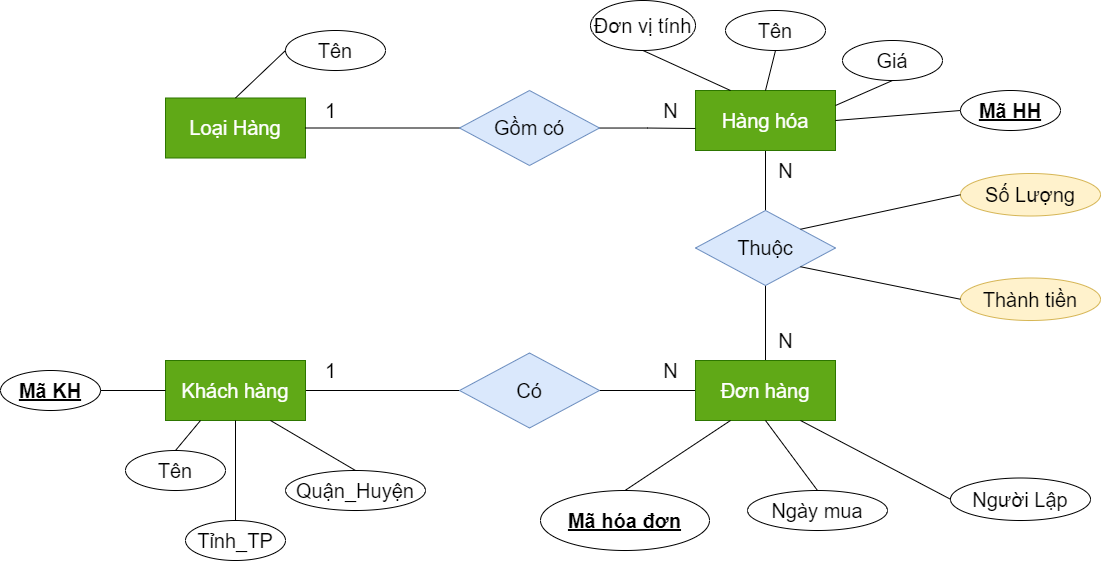 Đơn vị tính
Tên
Tên
Giá
Loại Hàng
1
Gồm có
N
Hàng hóa
Mã HH
N
Số Lượng
Thuộc
Thành tiền
N
Mã KH
Khách hàng
1
Có
N
Đơn hàng
Tên
Quận_Huyện
Tỉnh_TP
Mã hóa đơn
Ngày mua
Người Lập